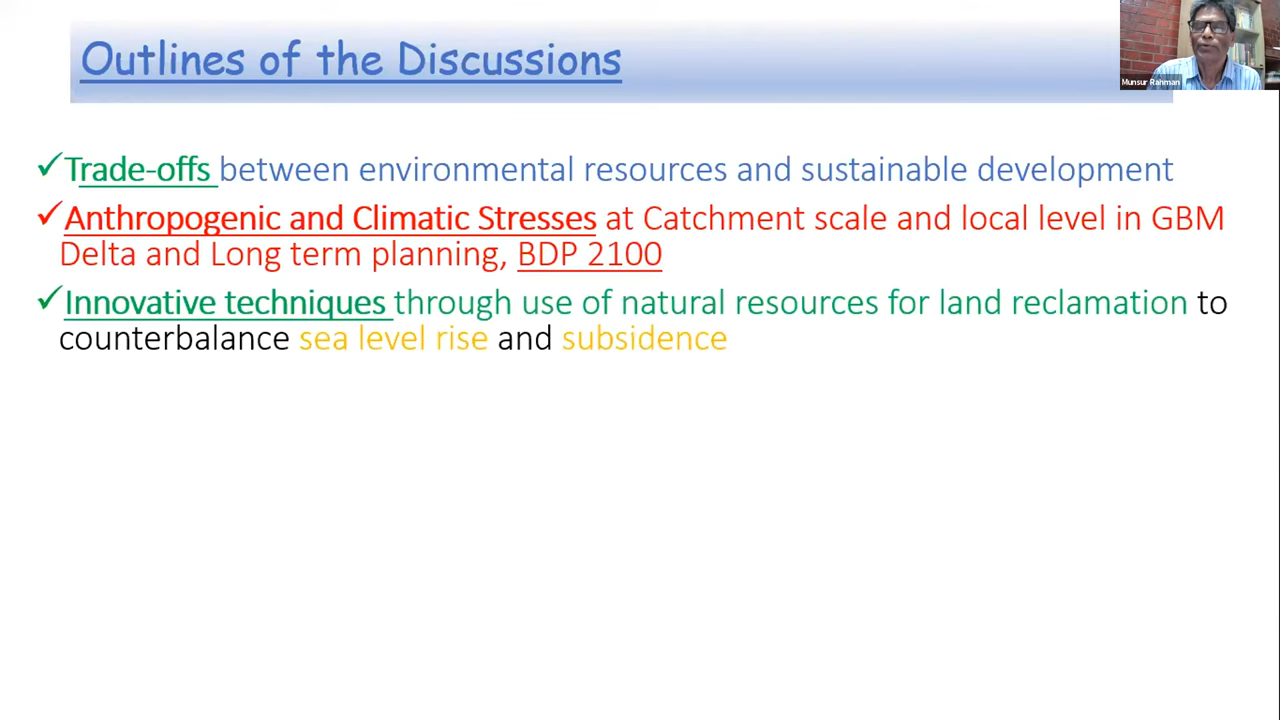 Outlines of the Discussions
Munsur Rahman
✓Trade-offs between environmental resources and sustainable development
✓Anthropogenic and Climatic Stresses at Catchment scale and local level in GBM
Delta and Long term planning, BDP 2100
✓Innovative techniques through use of natural resources for land reclamation to
counterbalance sea level rise and subsidence